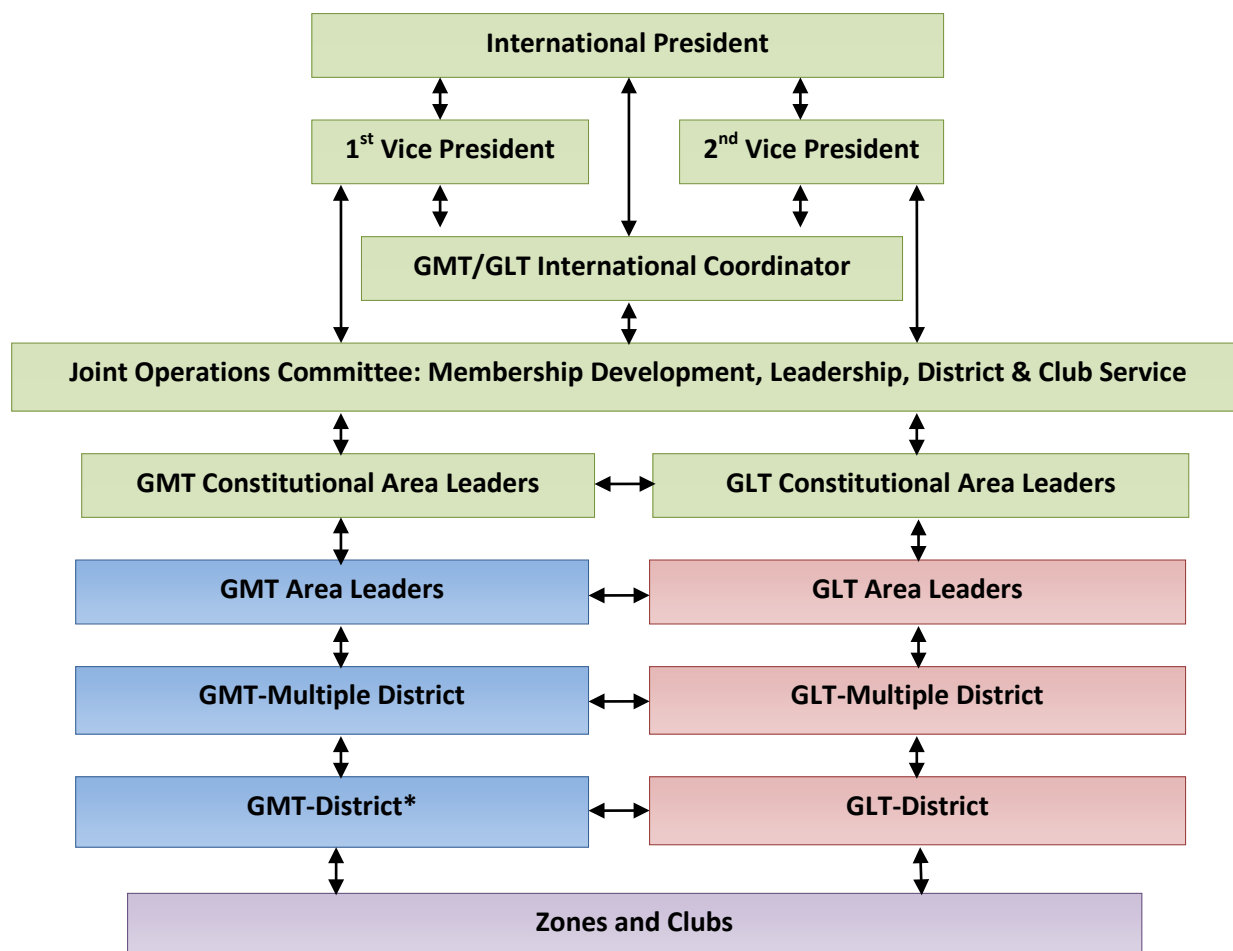 International President
1st Vice President
2nd Vice President
GMT/GLT International Coordinator
Joint Operations Committee: Membership Development, Leadership, District & Club Service
GMT Constitutional Area Leaders
GLT Constitutional Area Leaders
GMT Area Leaders
GLT Area Leaders
GMT-Multiple District
GLT-Multiple District
GMT-District*
GLT-District
Zones and Clubs